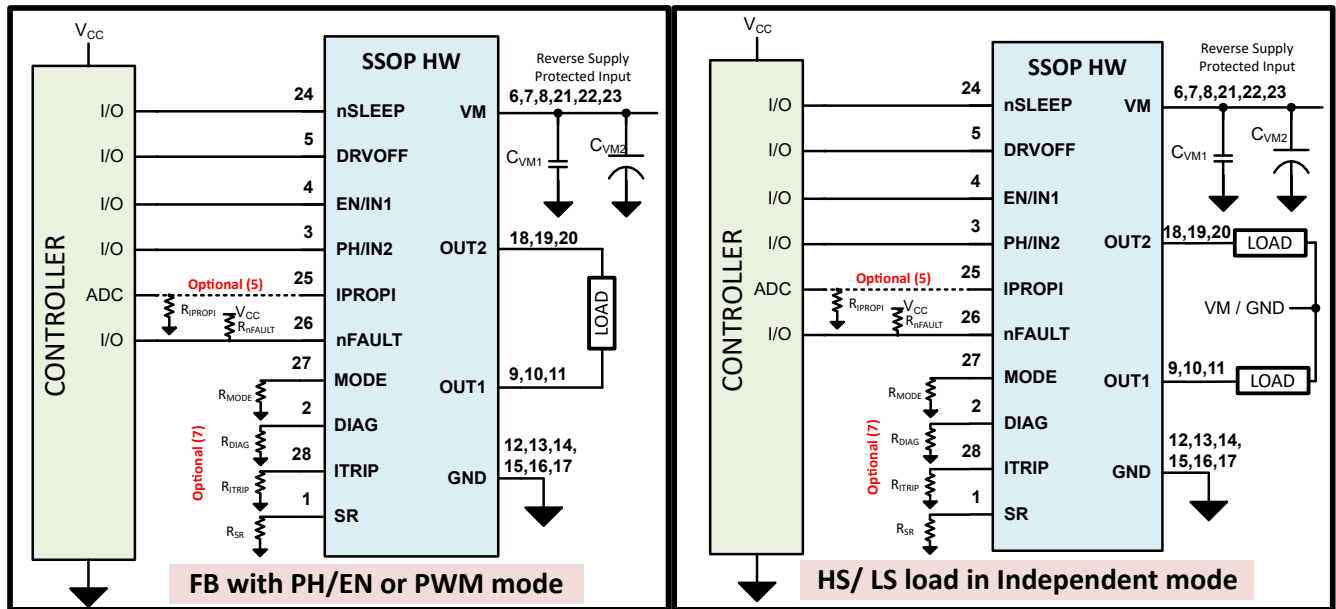 VCC
CONTROLLER
I/O
I/O
I/O
I/O
ADC
I/O
24
5
4
3
Optional (5)
25
RIPROPI
VCC
RnFAULT
26
27
RMODE
2
RDIAG
Optional (7)
28
RITRIP
1
RSR
SSOP HW
nSLEEP
DRVOFF
EN/IN1
PH/IN2
IPROPI
nFAULT
MODE
DIAG
ITRIP
SR
VM
OUT2
OUT1
GND
Reverse Supply
Protected Input
6,7,8,21,22,23
CVM1
CVM2
18,19,20
LOAD
9,10,11
12,13,14,
15,16,17
FB with PH/EN or PWM mode
VCC
CONTROLLER
I/O
I/O
I/O
I/O
ADC
I/O
24
5
4
3
Optional (5)
25
RIPROPI
VCC
RnFAULT
26
27
RMODE
2
RDIAG
Optional (7)
28
RITRIP
1
RSR
SSOP HW
nSLEEP
DRVOFF
EN/IN1
PH/IN2
IPROPI
nFAULT
MODE
DIAG
ITRIP
SR
VM
OUT2
OUT1
GND
Reverse Supply
Protected Input
6,7,8,21,22,23
CVM1
CVM2
18,19,20
LOAD
VM / GND
9,10,11
LOAD
12,13,14,
15,16,17
HS/ LS load in Independent mode